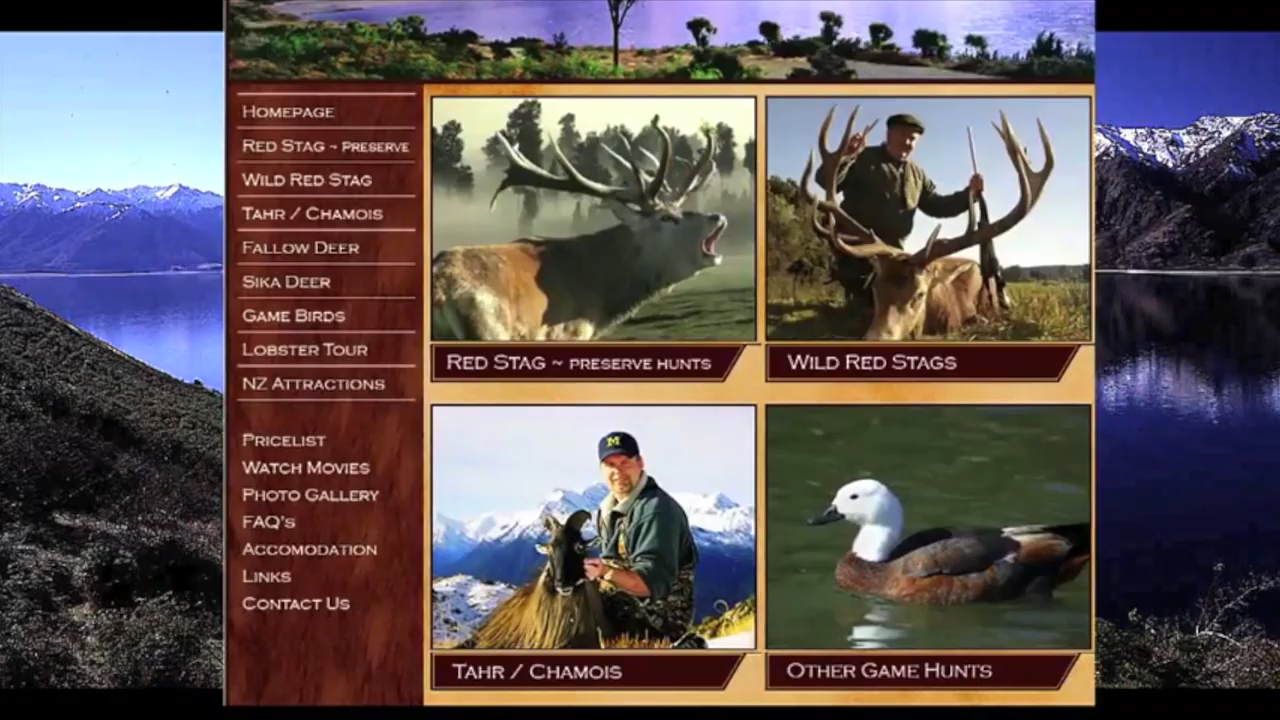 HOMEPAGE
RED STAG ~ PRESERVE
WILD RED STAG
TAHR / CHAMOIS
FALLOW DEER
SIKA DEER
GAME BIRDS
LOBSTER TOUR
NZ ATTRACTIONS
PRICELIST
WATCH MOVIES
PHOTO GALLERY
FAQ'S
ACCOMODATION
LINKS
CONTACT US
RED STAG ~ PRESERVE HUNTS
WILD RED STAGS
M
TAHR / CHAMOIS
OTHER GAME HUNTS